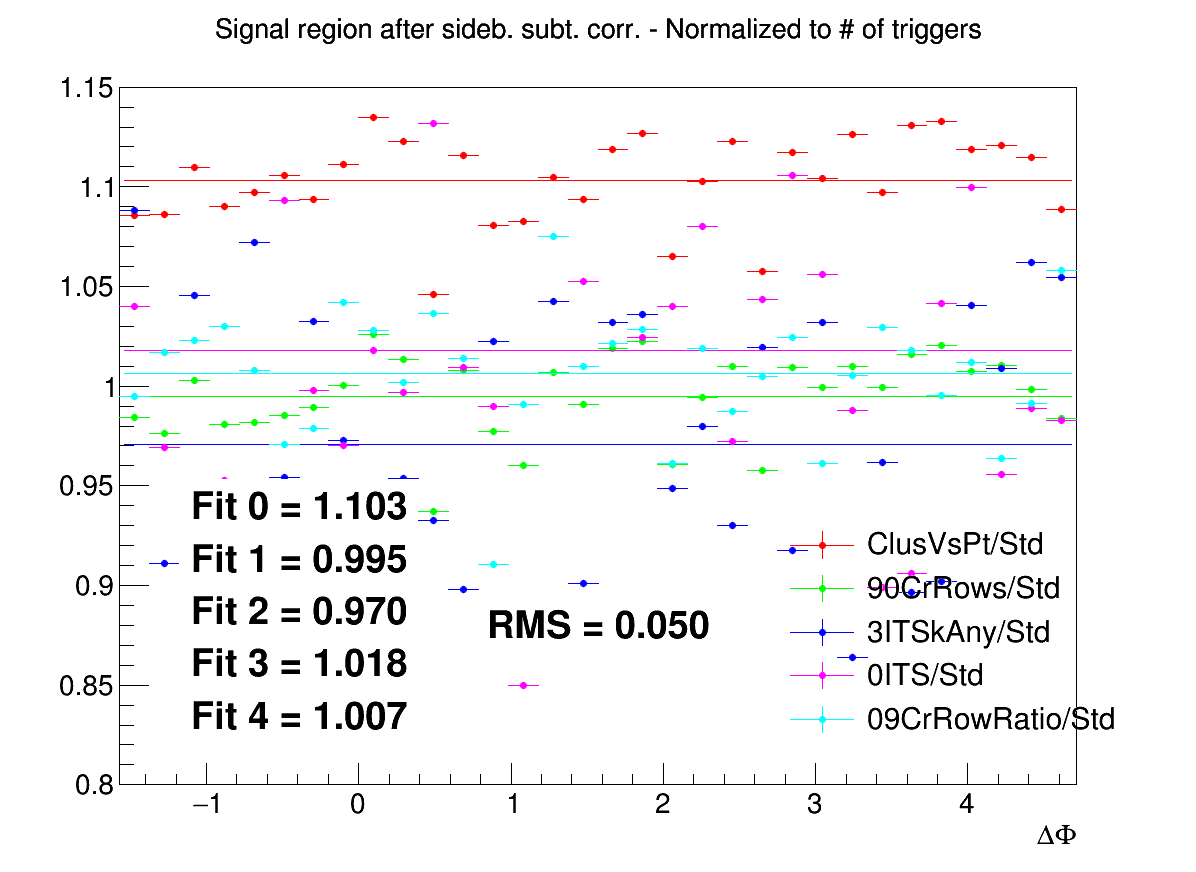 Signal region after sideb. subt. corr. - Normalized to # of triggers
1.15
1.1
1.05
1
0.95
0.9
0.85
0.8
Fit 0 = 1.103
Fit 1 = 0.995
Fit 2 = 0.970
Fit 3 = 1.018
Fit 4 = 1.007
RMS = 0.050
ClusVsPt/Std
90CrRows/Std
3ITSkAny/Std
0ITS/Std
09CrRowRatio/Std
−1 0 1 2 3 4
ΔΦ